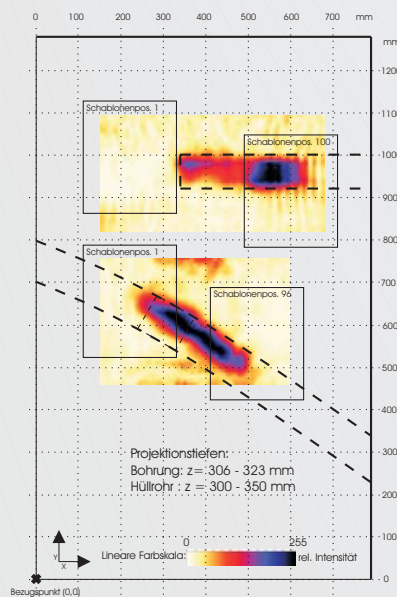 0 100 200 300 400 500 600 700 mm
mm
1200
1100
1000
900
800
700
600
500
400
300
200
100
0
Schablonenpos. 1
Schablonenpos. 100
Schablonenpos. 1
Schablonenpos. 96
Projektionstiefen:
Bohrung: z= 306 - 323 mm
Hüllrohr : z = 300 - 350 mm
0 255
Lineare Farbskala: rel. Intensität
Y
X
Bezugspunkt (0,0)